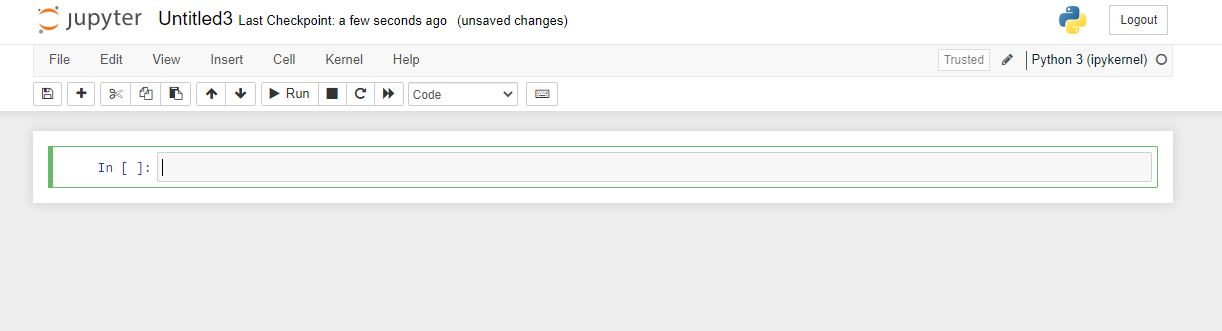 jupyter Untitled3 Last Checkpoint: a few seconds ago (unsaved changes) Logout
File Edit View Insert Cell Kernel Help Trusted Python 3 (ipykernel)
Run Code
In [ ]: